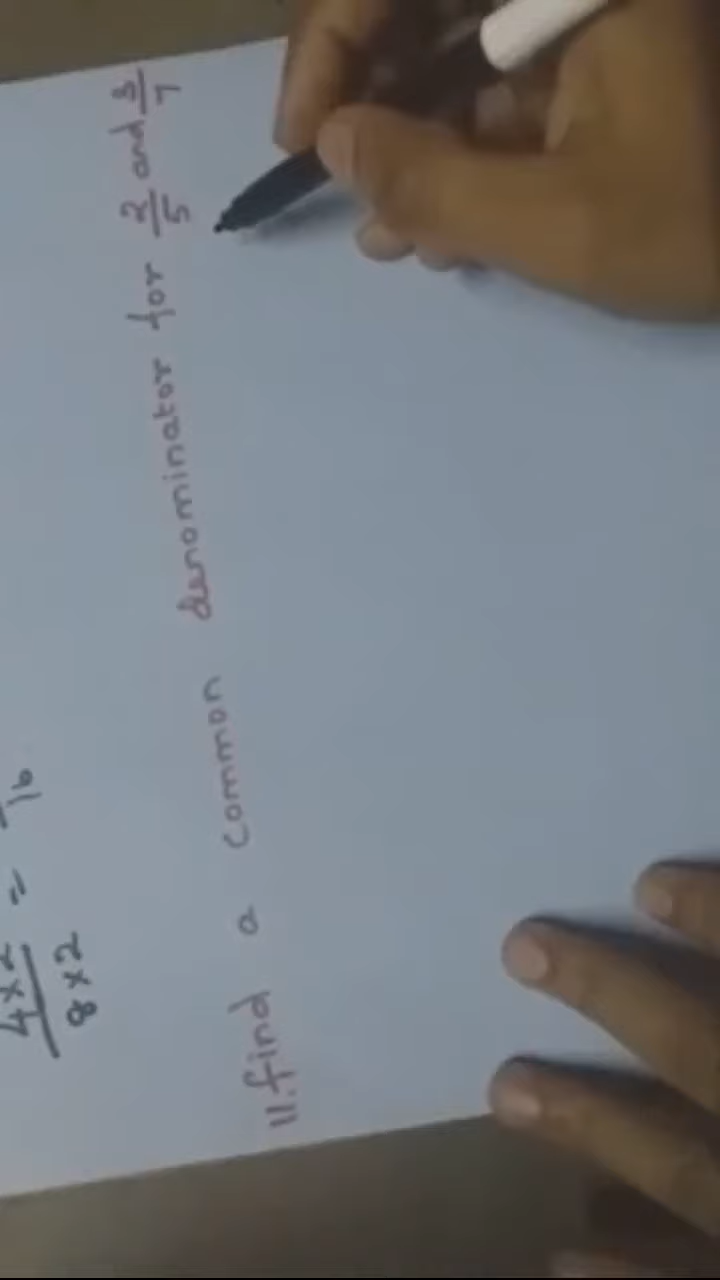 4×2/8×2 = /16
11. find a common denominator for 2/5 and 3/7